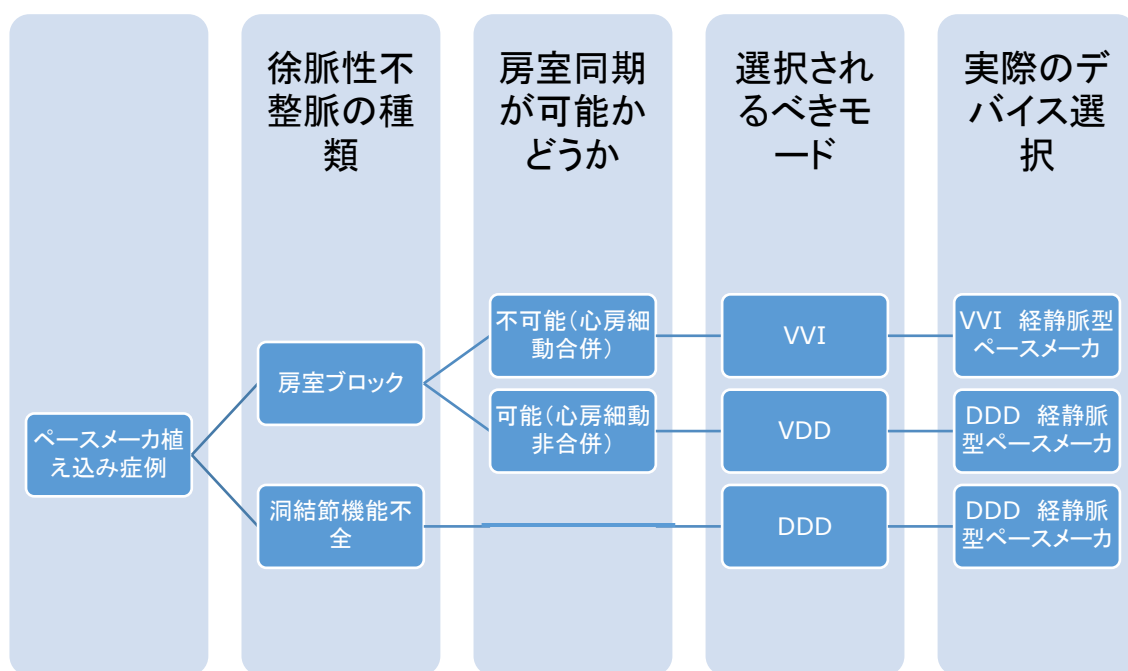 徐脈性不
整脈の種
類
房室同期
が可能か
どうか
選択され
るべきモ
ード
実際のデ
バイス選
択
ペースメーカ植
え込み症例
房室ブロック
洞結節機能不
全
不可能（心房細
動合併）
可能（心房細動
非合併）
VVI
VDD
DDD
VVI 経静脈型
ペースメーカ
DDD 経静脈
型ペースメーカ
DDD 経静脈
型ペースメーカ